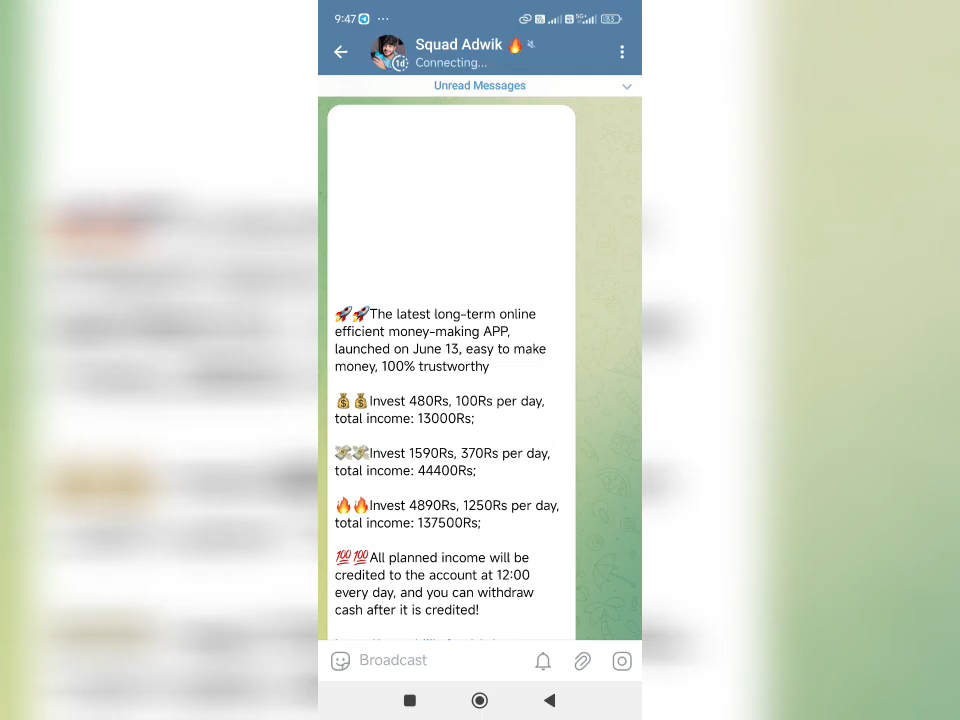 9:47
5G+
83
Squad Adwik 🔥
1d
Connecting...
Unread Messages
🚀🚀The latest long-term online
efficient money-making APP,
launched on June 13, easy to make
money, 100% trustworthy
💰💰Invest 480Rs, 100Rs per day,
total income: 13000Rs;
💸💸Invest 1590Rs, 370Rs per day,
total income: 44400Rs;
🔥🔥Invest 4890Rs, 1250Rs per day,
total income: 137500Rs;
💯💯All planned income will be
credited to the account at 12:00
every day, and you can withdraw
cash after it is credited!
Broadcast